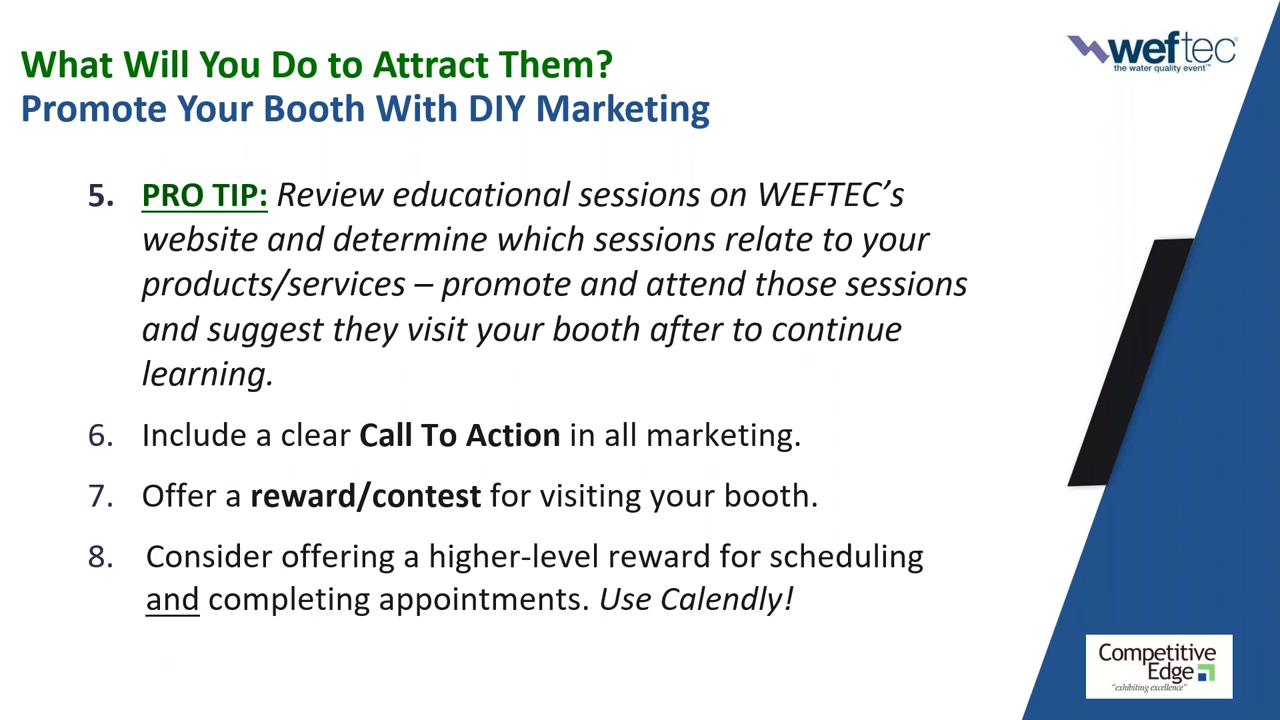 What Will You Do to Attract Them?
Promote Your Booth With DIY Marketing
weftec®
the water quality event™
5. PRO TIP: Review educational sessions on WEFTEC’s
website and determine which sessions relate to your
products/services – promote and attend those sessions
and suggest they visit your booth after to continue
learning.
6. Include a clear Call To Action in all marketing.
7. Offer a reward/contest for visiting your booth.
8. Consider offering a higher-level reward for scheduling
and completing appointments. Use Calendly!
Competitive
Edge
“exhibiting excellence”